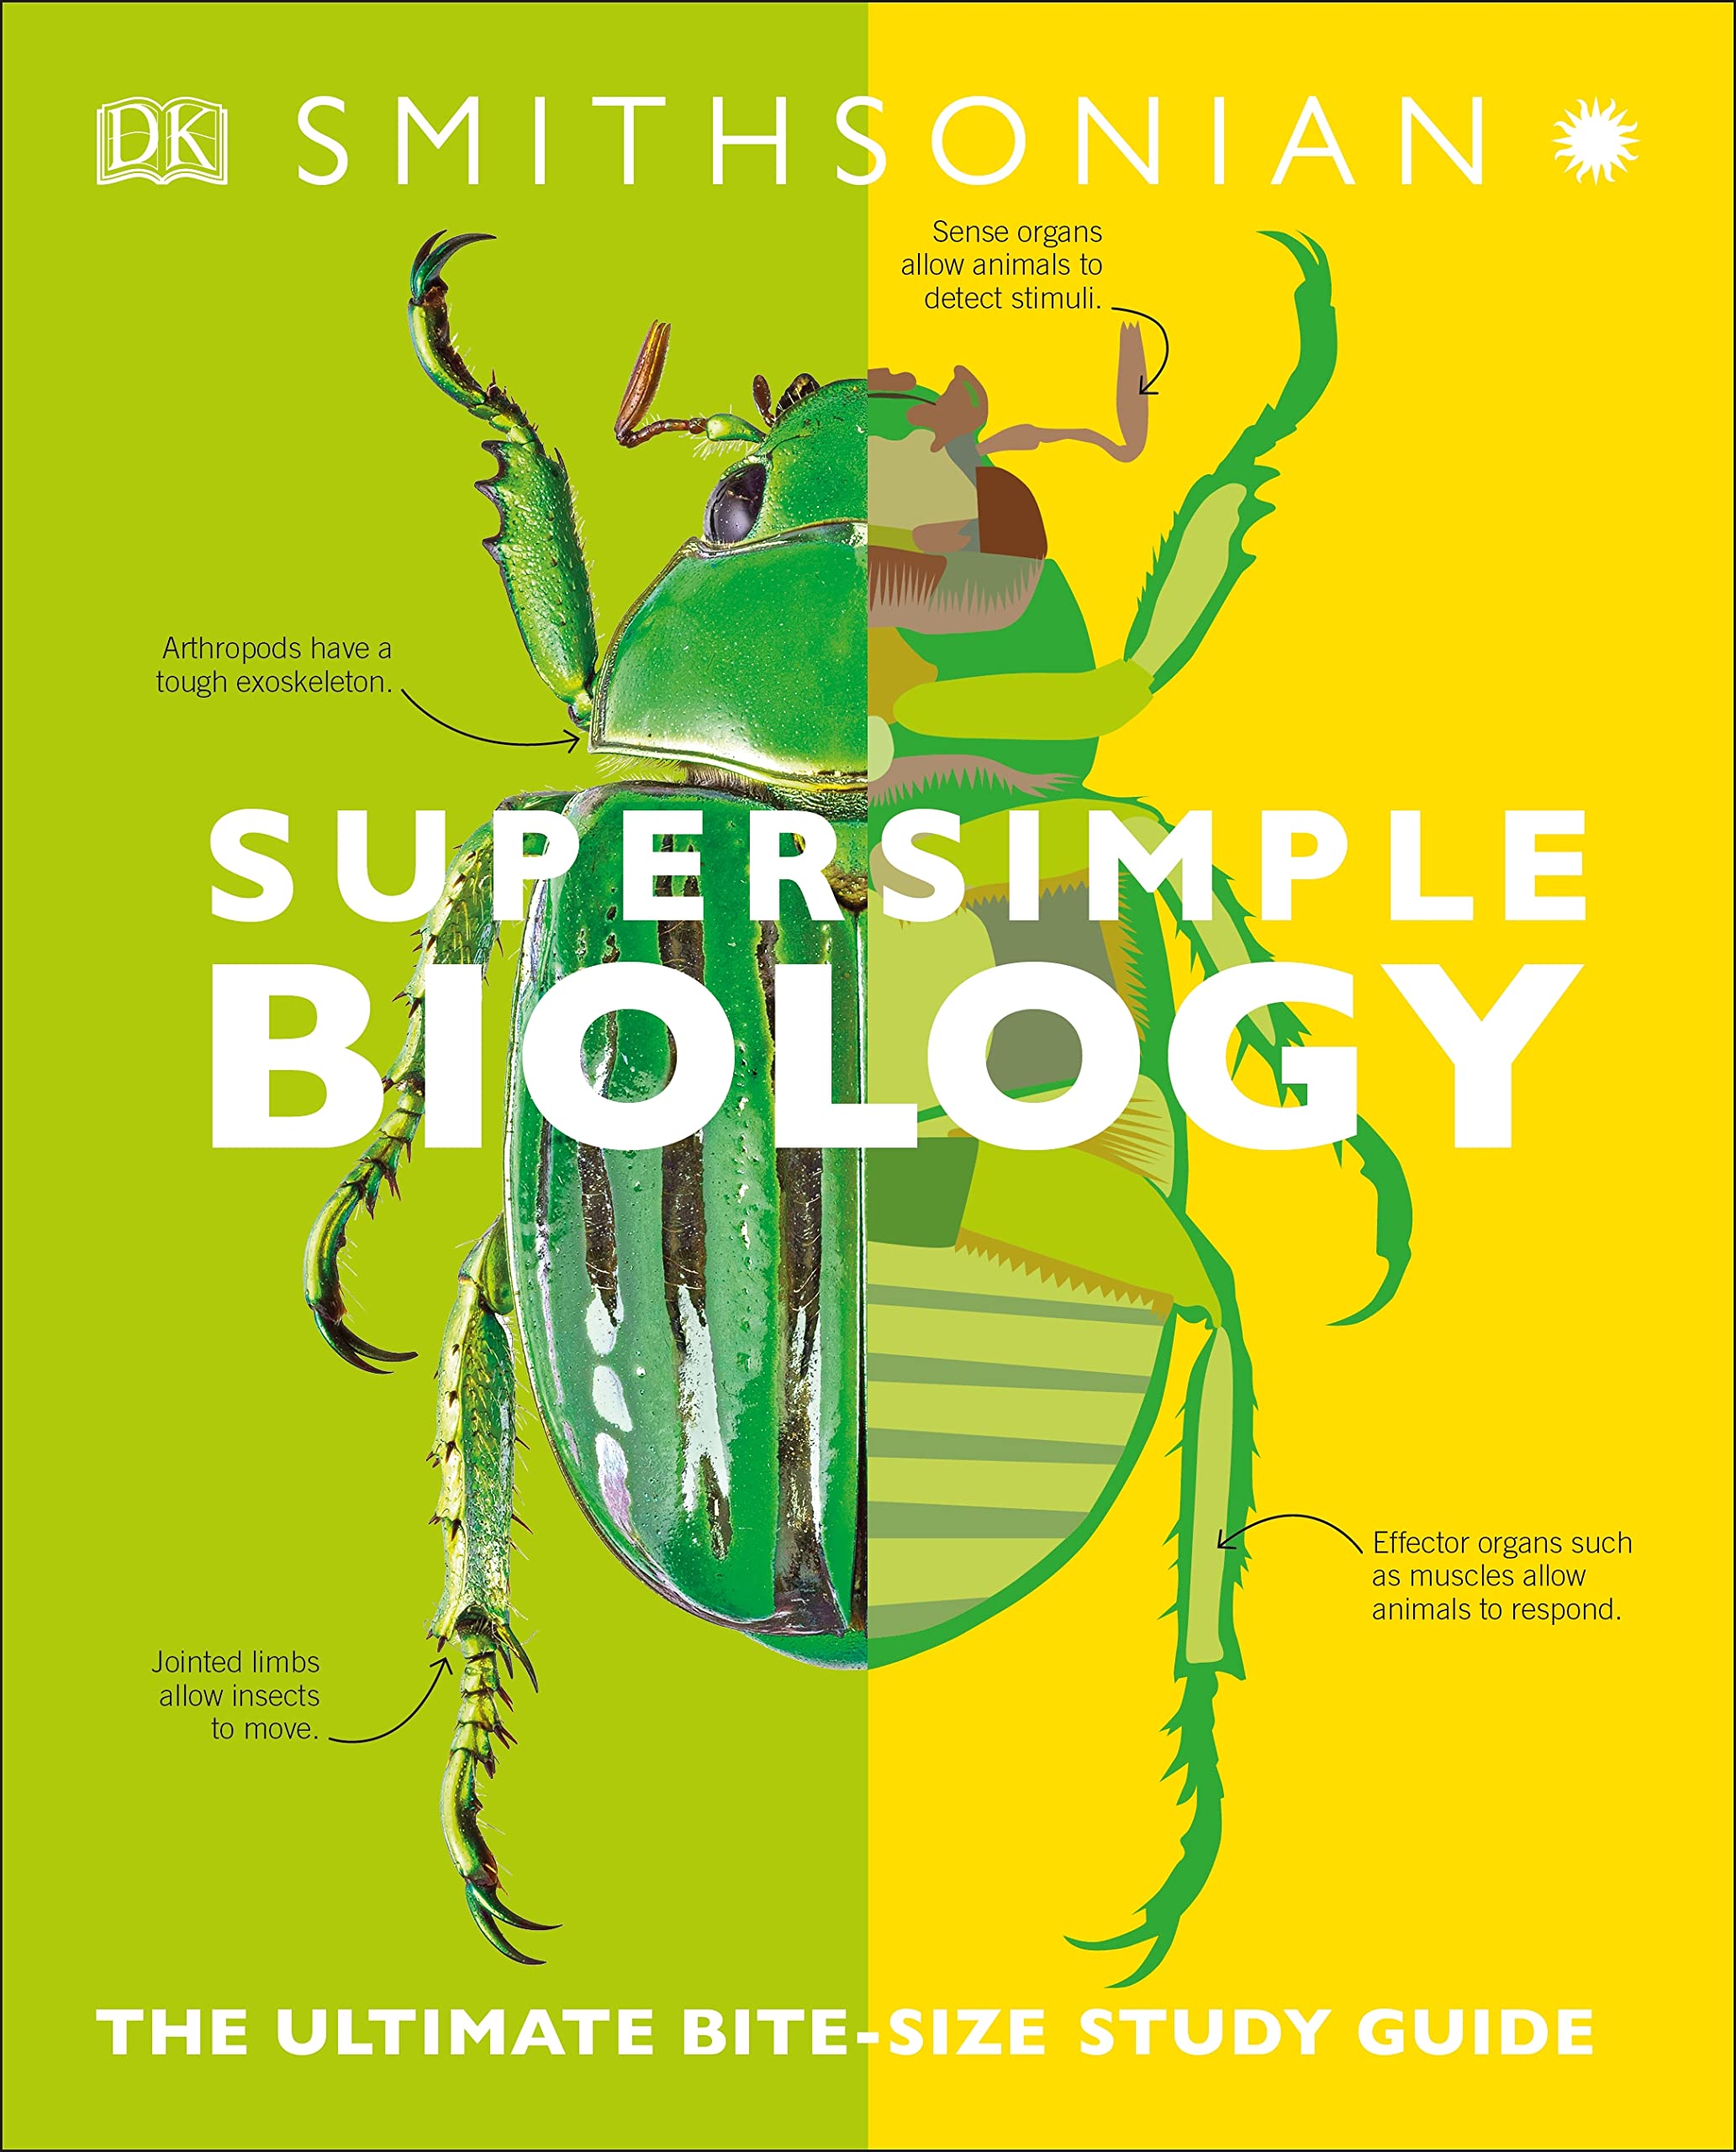 DK SMITHSONIAN
Sense organs
allow animals to
detect stimuli.
Arthropods have a
tough exoskeleton.
SUPERSIMPLE
BIOLOGY
Effector organs such
as muscles allow
animals to respond.
Jointed limbs
allow insects
to move.
THE ULTIMATE BITE-SIZE STUDY GUIDE